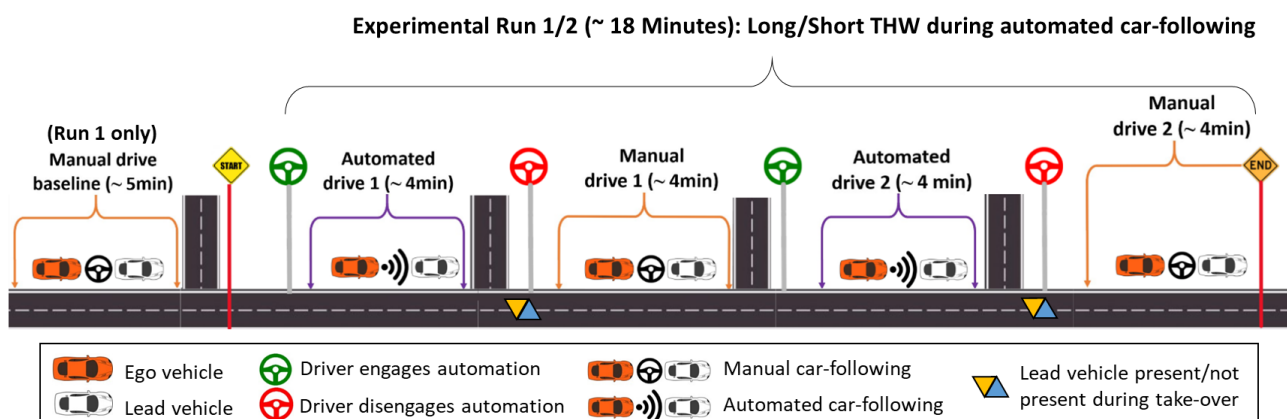 Experimental Run 1/2 (~ 18 Minutes): Long/Short THW during automated car-following
(Run 1 only)
Manual drive
baseline (~ 5min)
START
Automated
drive 1 (~ 4min)
Manual
drive 1 (~ 4min)
Automated
drive 2 (~ 4 min)
Manual
drive 2 (~ 4min)
END
Ego vehicle
Lead vehicle
Driver engages automation
Driver disengages automation
Manual car-following
Automated car-following
Lead vehicle present/not
present during take-over